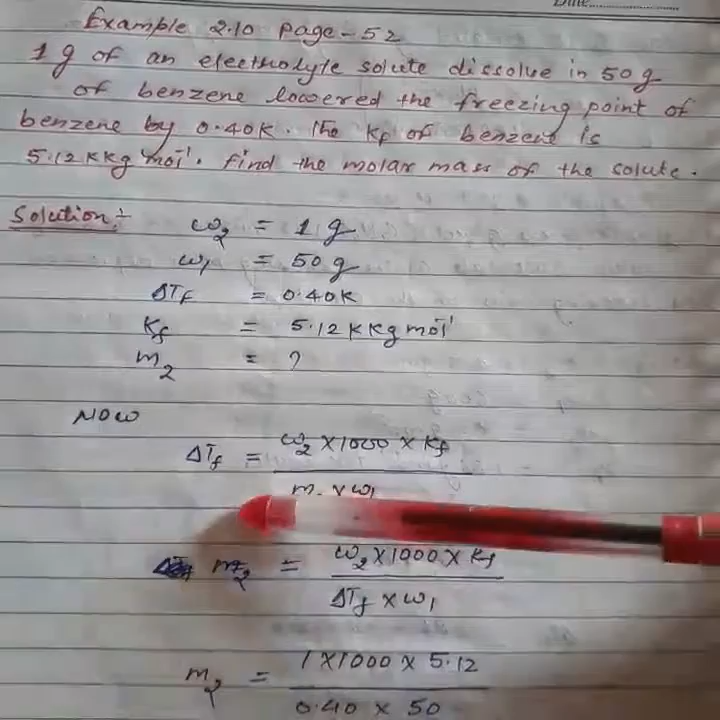 Date
Example 2.10 page - 52
1 g of an electrolyte solute dissolve in 50 g
of benzene lowered the freezing point of
benzene by 0.40K. The Kf of benzene is
5.12 K Kg mol⁻¹. find the molar mass of the solute.
Solution:-
w₂ = 1 g
w₁ = 50 g
ΔTf = 0.40K
Kf = 5.12 K Kg mol⁻¹
m₂ = ?
Now
ΔTf = w₂ × 1000 × Kf
m × w₁
m₂ = w₂ × 1000 × Kf
ΔTf × w₁
m₂ = 1 × 1000 × 5.12
0.40 × 50